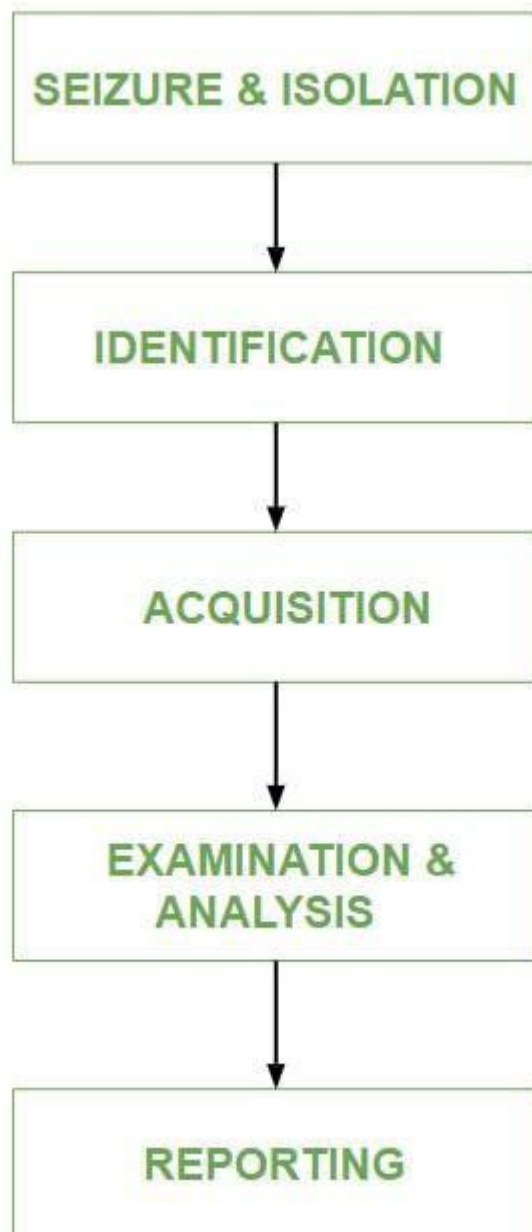 SEIZURE & ISOLATION
IDENTIFICATION
ACQUISITION
EXAMINATION &
ANALYSIS
REPORTING